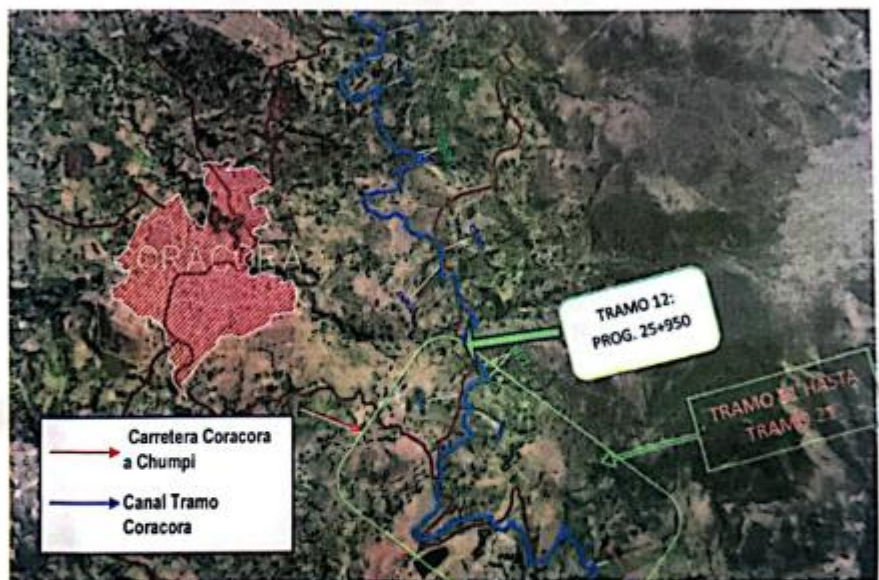 CORACORA
TRAMO 12:
PROG. 25+950
TRAMO
HASTA
TRAMO
Carretera Coracora
a Chumpi
Canal Tramo
Coracora